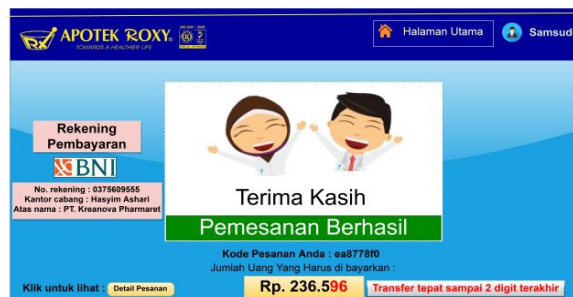 APOTEK ROXY.
TOWARDS A HEALTHIER LIFE
Halaman Utama
Samsud
Rekening
Pembayaran
BNI
No. rekening : 0375609555
Kantor cabang : Hasyim Ashari
Atas nama : PT. Kreanova Pharmaret
Terima Kasih
Pemesanan Berhasil
Kode Pesanan Anda : ea8778f0
Jumlah Uang Yang Harus di bayarkan :
Klik untuk lihat :
Detail Pesanan
Rp. 236.596
Transfer tepat sampai 2 digit terakhir